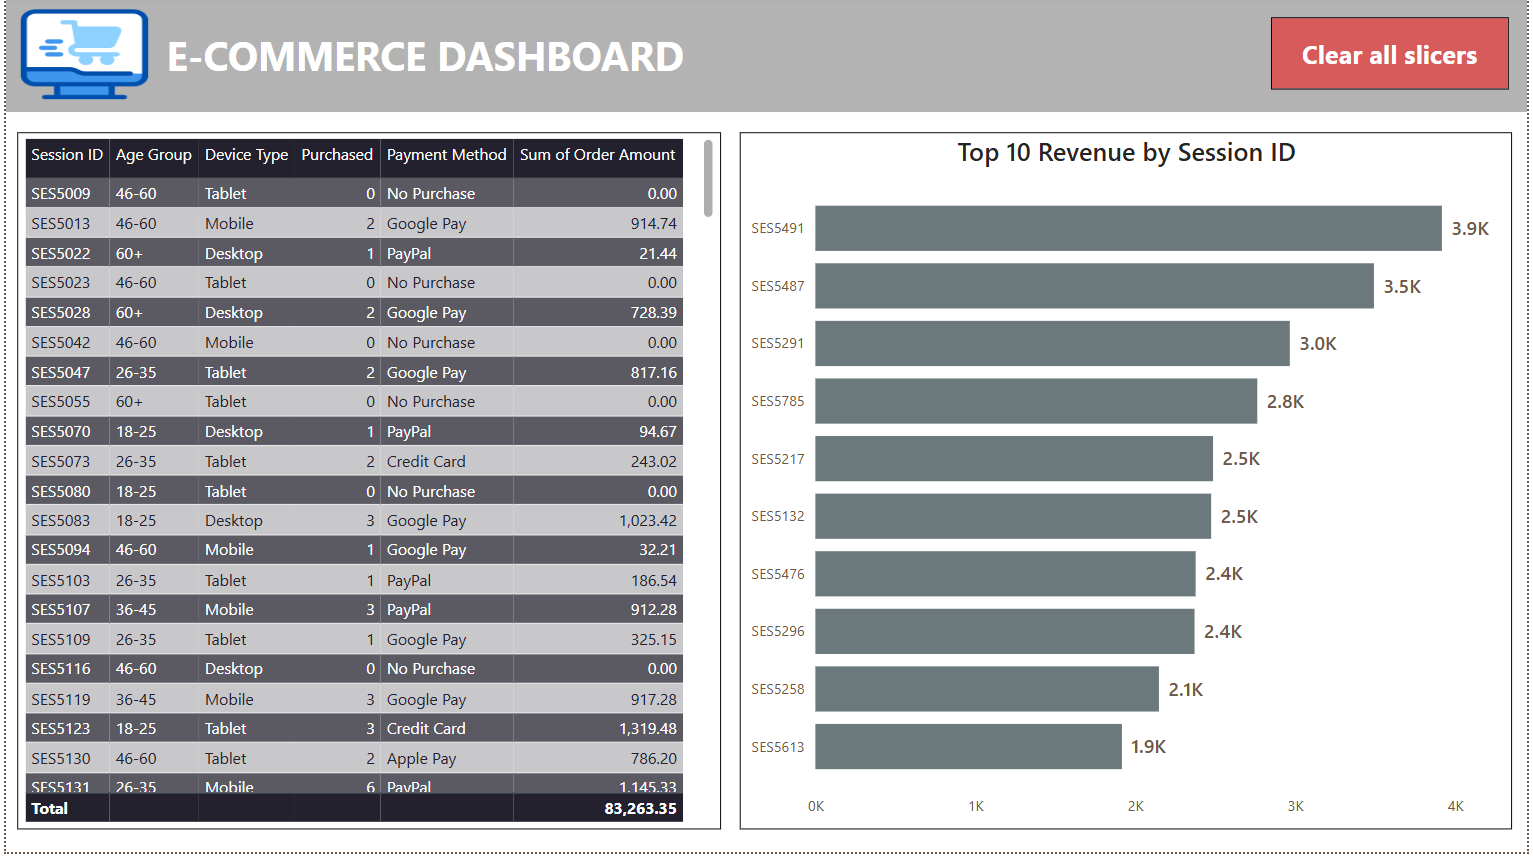 E-COMMERCE DASHBOARD
Clear all slicers
Session ID Age Group Device Type Purchased Payment Method Sum of Order Amount
SES5009 46-60 Tablet 0 No Purchase 0.00
SES5013 46-60 Mobile 2 Google Pay 914.74
SES5022 60+ Desktop 1 PayPal 21.44
SES5023 46-60 Tablet 0 No Purchase 0.00
SES5028 60+ Desktop 2 Google Pay 728.39
SES5042 46-60 Mobile 0 No Purchase 0.00
SES5047 26-35 Tablet 2 Google Pay 817.16
SES5055 60+ Tablet 0 No Purchase 0.00
SES5070 18-25 Desktop 1 PayPal 94.67
SES5073 26-35 Tablet 2 Credit Card 243.02
SES5080 18-25 Tablet 0 No Purchase 0.00
SES5083 18-25 Desktop 3 Google Pay 1,023.42
SES5094 46-60 Mobile 1 Google Pay 32.21
SES5103 26-35 Tablet 1 PayPal 186.54
SES5107 36-45 Mobile 3 PayPal 912.28
SES5109 26-35 Tablet 1 Google Pay 325.15
SES5116 46-60 Desktop 0 No Purchase 0.00
SES5119 36-45 Mobile 3 Google Pay 917.28
SES5123 18-25 Tablet 3 Credit Card 1,319.48
SES5130 46-60 Tablet 2 Apple Pay 786.20
SES5131 26-35 Mobile 6 PayPal 1,145.33
Total 83,263.35
Top 10 Revenue by Session ID
SES5491 3.9K
SES5487 3.5K
SES5291 3.0K
SES5785 2.8K
SES5217 2.5K
SES5132 2.5K
SES5476 2.4K
SES5296 2.4K
SES5258 2.1K
SES5613 1.9K
0K 1K 2K 3K 4K